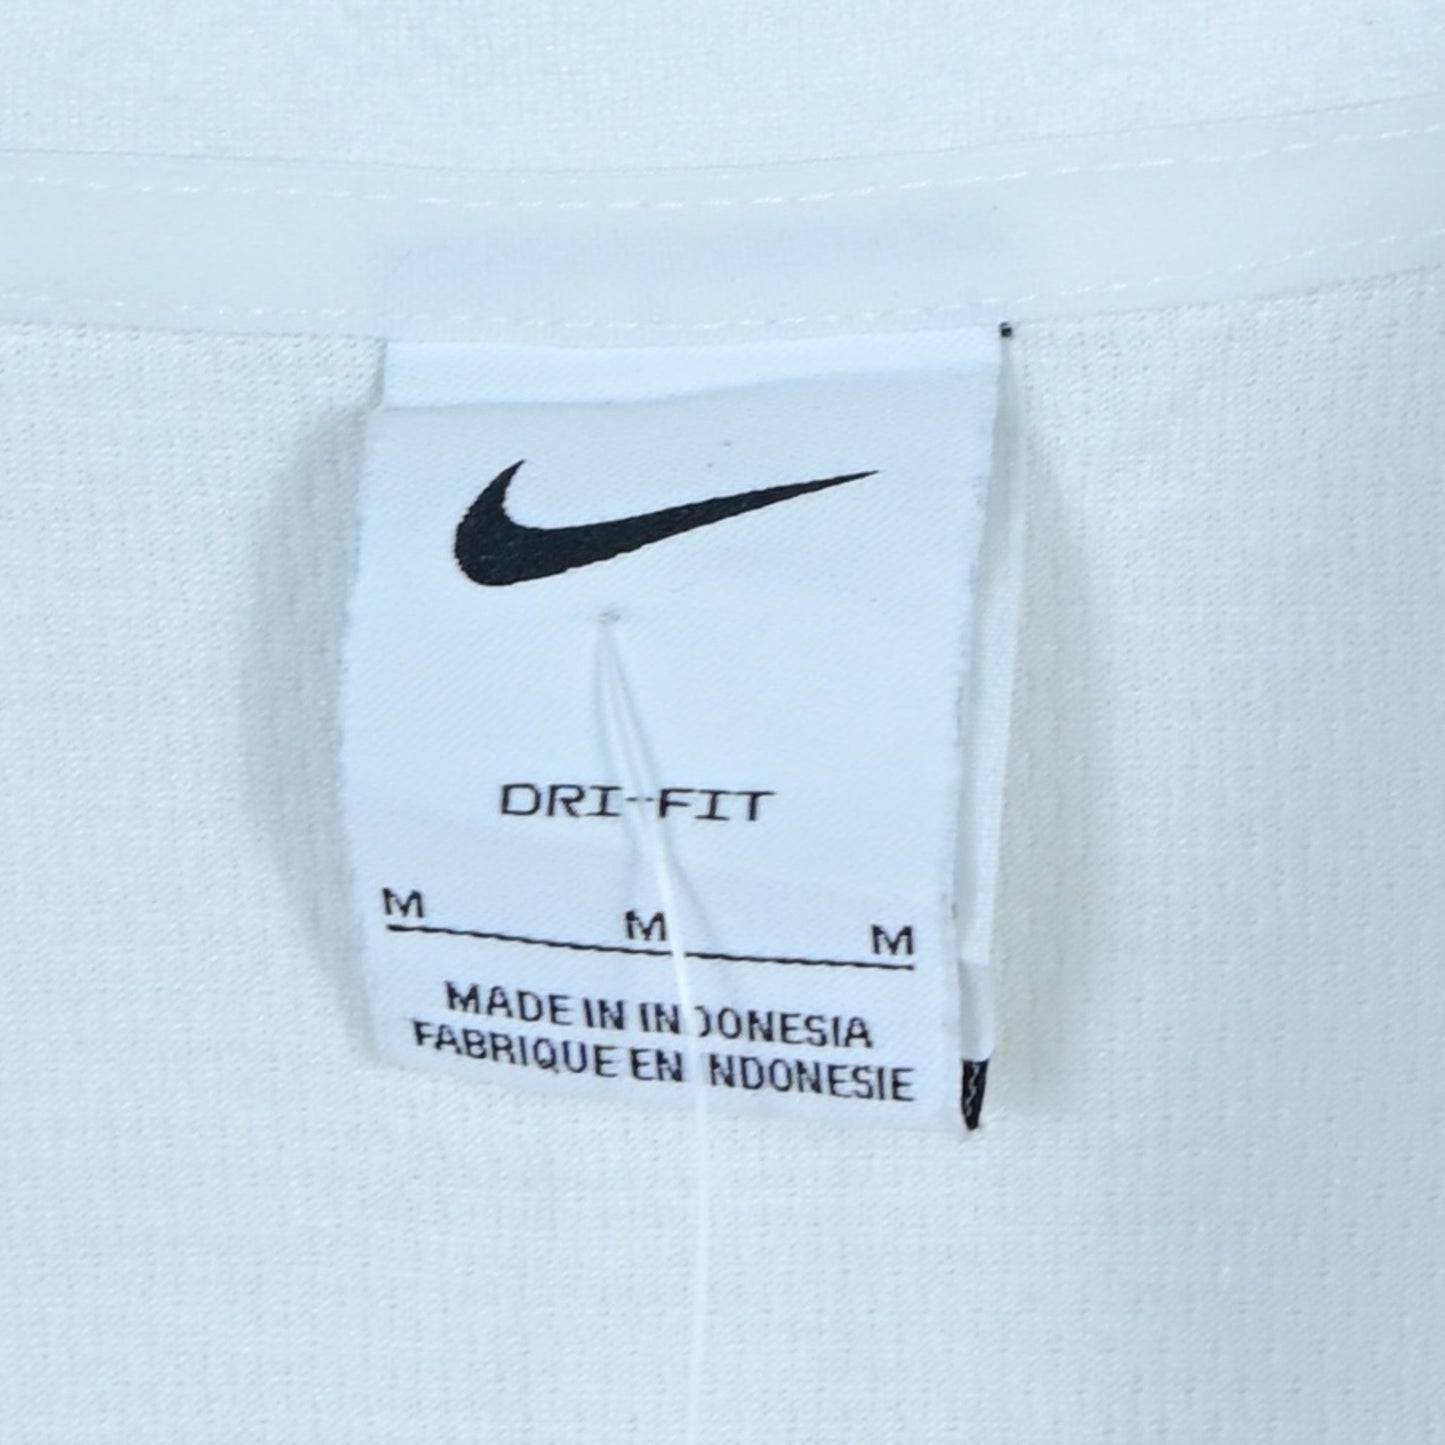 DRI-FIT
M M M
MADE IN INDONESIA
FABRIQUE EN INDONESIE